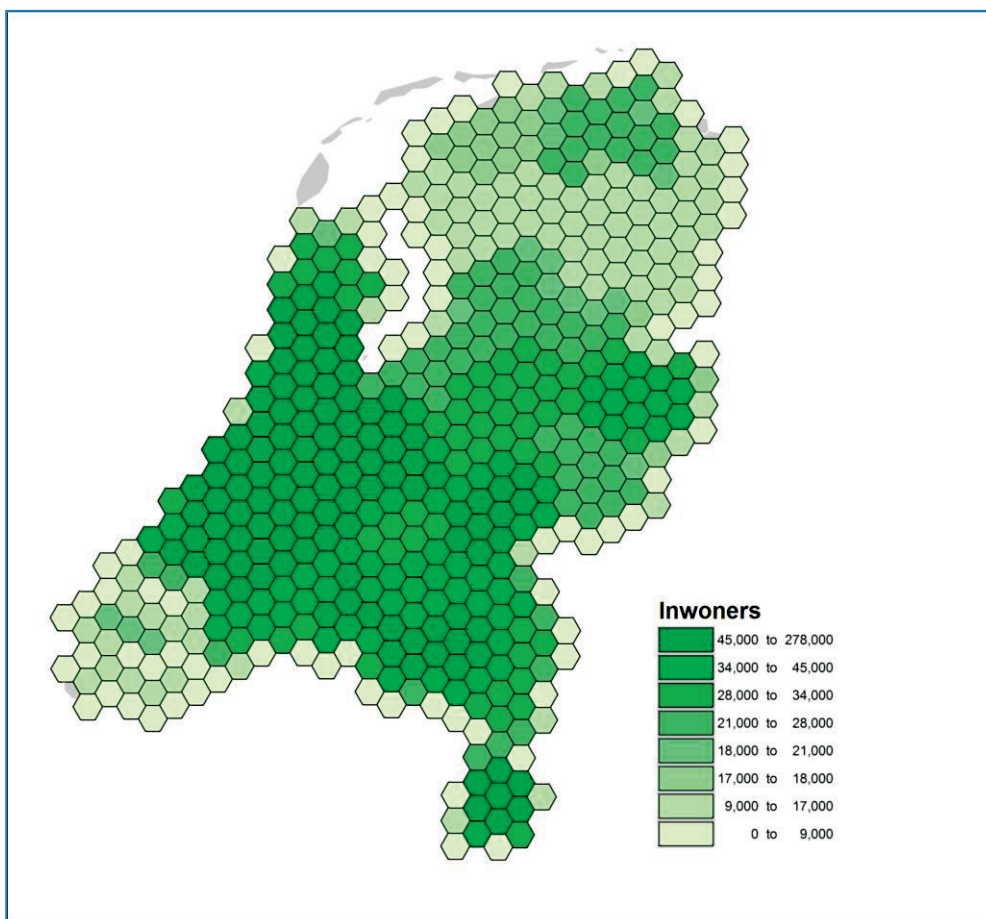 Inwoners
45,000 to 278,000
34,000 to 45,000
28,000 to 34,000
21,000 to 28,000
18,000 to 21,000
17,000 to 18,000
9,000 to 17,000
0 to 9,000